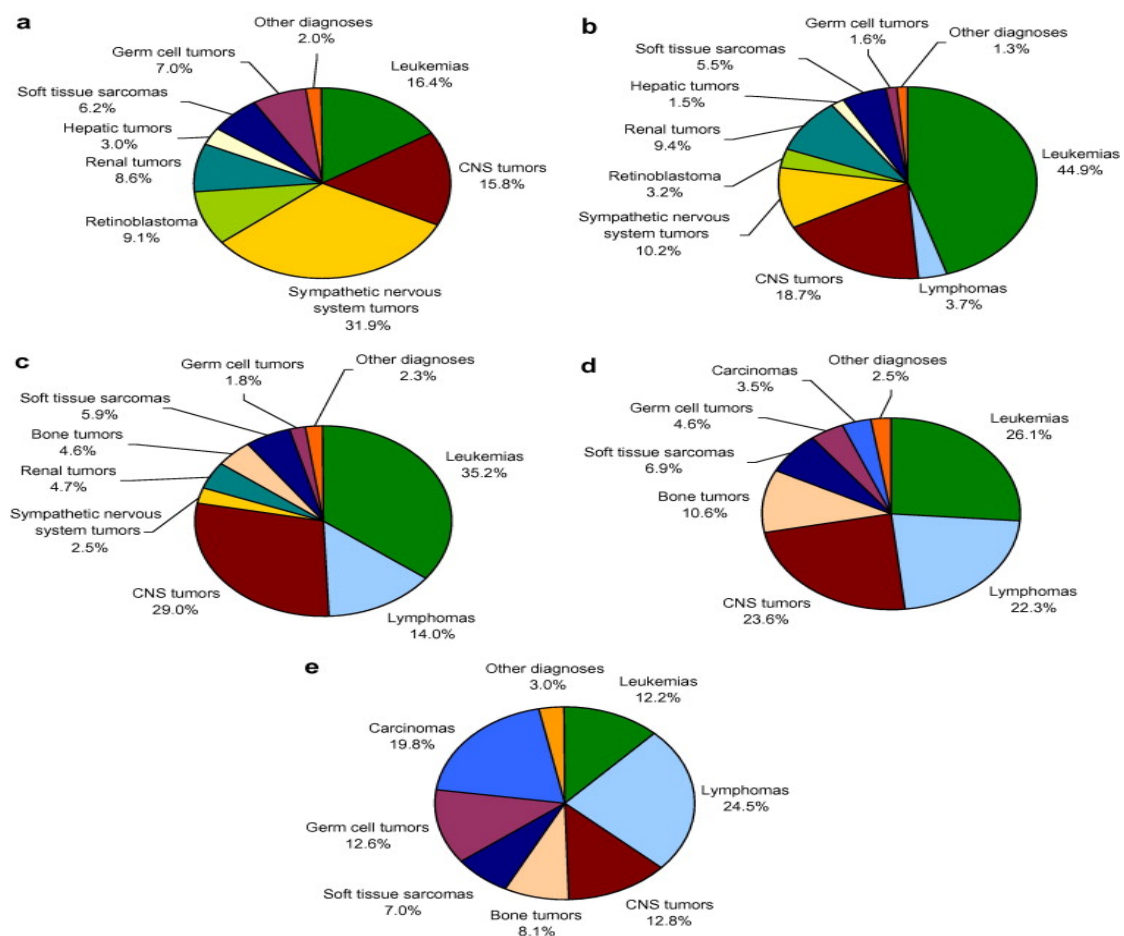 a
Other diagnoses
2.0%
Germ cell tumors
7.0%
Leukemias
16.4%
Soft tissue sarcomas
6.2%
Hepatic tumors
3.0%
Renal tumors
8.6%
CNS tumors
15.8%
Retinoblastoma
9.1%
Sympathetic nervous
system tumors
31.9%
b
Germ cell tumors
1.6%
Other diagnoses
1.3%
Soft tissue sarcomas
5.5%
Hepatic tumors
1.5%
Renal tumors
9.4%
Leukemias
44.9%
Retinoblastoma
3.2%
Sympathetic nervous
system tumors
10.2%
CNS tumors
18.7%
Lymphomas
3.7%
c
Germ cell tumors
1.8%
Other diagnoses
2.3%
Soft tissue sarcomas
5.9%
Bone tumors
4.6%
Leukemias
35.2%
Renal tumors
4.7%
Sympathetic nervous
system tumors
2.5%
CNS tumors
29.0%
Lymphomas
14.0%
d
Carcinomas
3.5%
Other diagnoses
2.5%
Germ cell tumors
4.6%
Leukemias
26.1%
Soft tissue sarcomas
6.9%
Bone tumors
10.6%
CNS tumors
23.6%
Lymphomas
22.3%
e
Other diagnoses
3.0%
Leukemias
12.2%
Carcinomas
19.8%
Lymphomas
24.5%
Germ cell tumors
12.6%
Soft tissue sarcomas
7.0%
Bone tumors
8.1%
CNS tumors
12.8%